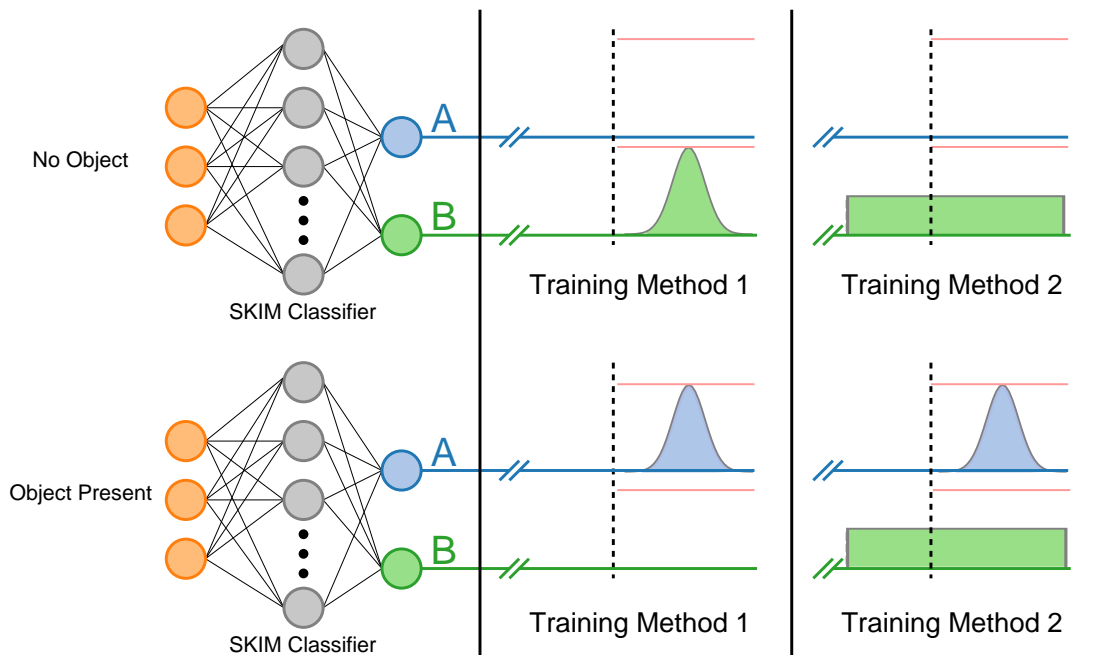 A
No Object
B
SKIM Classifier
Training Method 1
Training Method 2
A
Object Present
B
SKIM Classifier
Training Method 1
Training Method 2